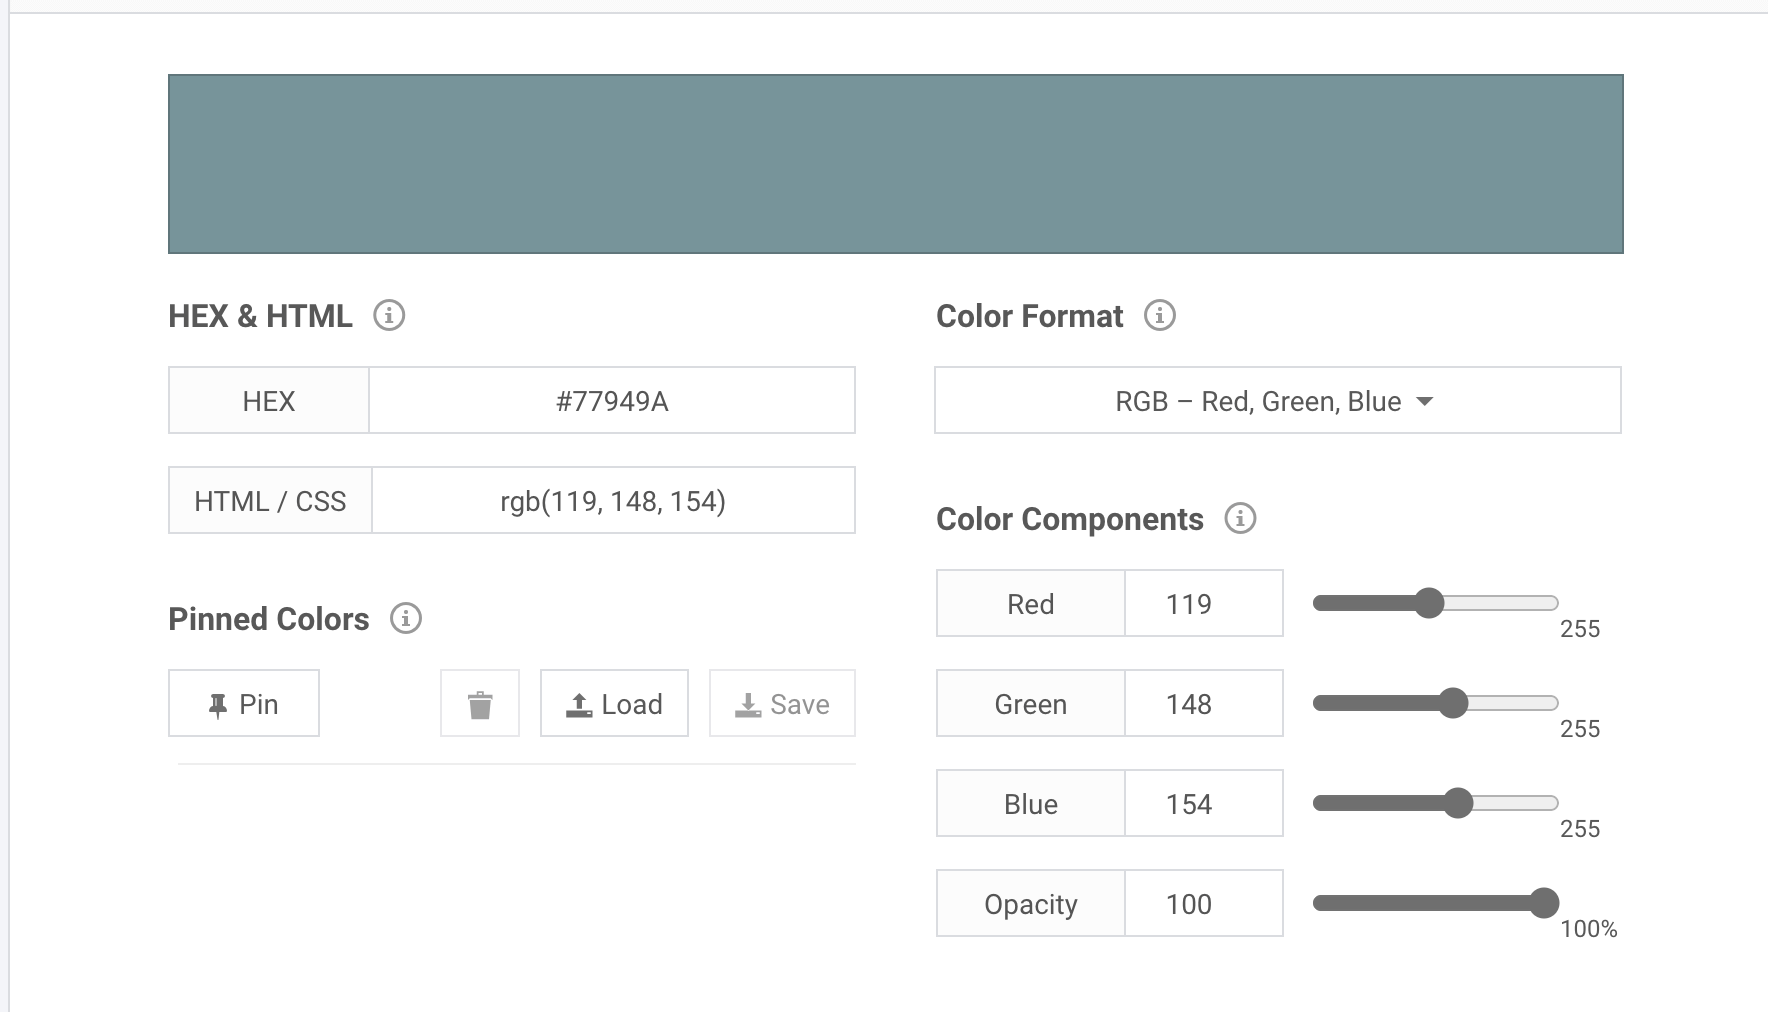 HEX & HTML
HEX
#77949A
HTML / CSS
rgb(119, 148, 154)
Pinned Colors
Pin
Load
Save
Color Format
RGB – Red, Green, Blue
Color Components
Red
119
255
Green
148
255
Blue
154
255
Opacity
100
100%